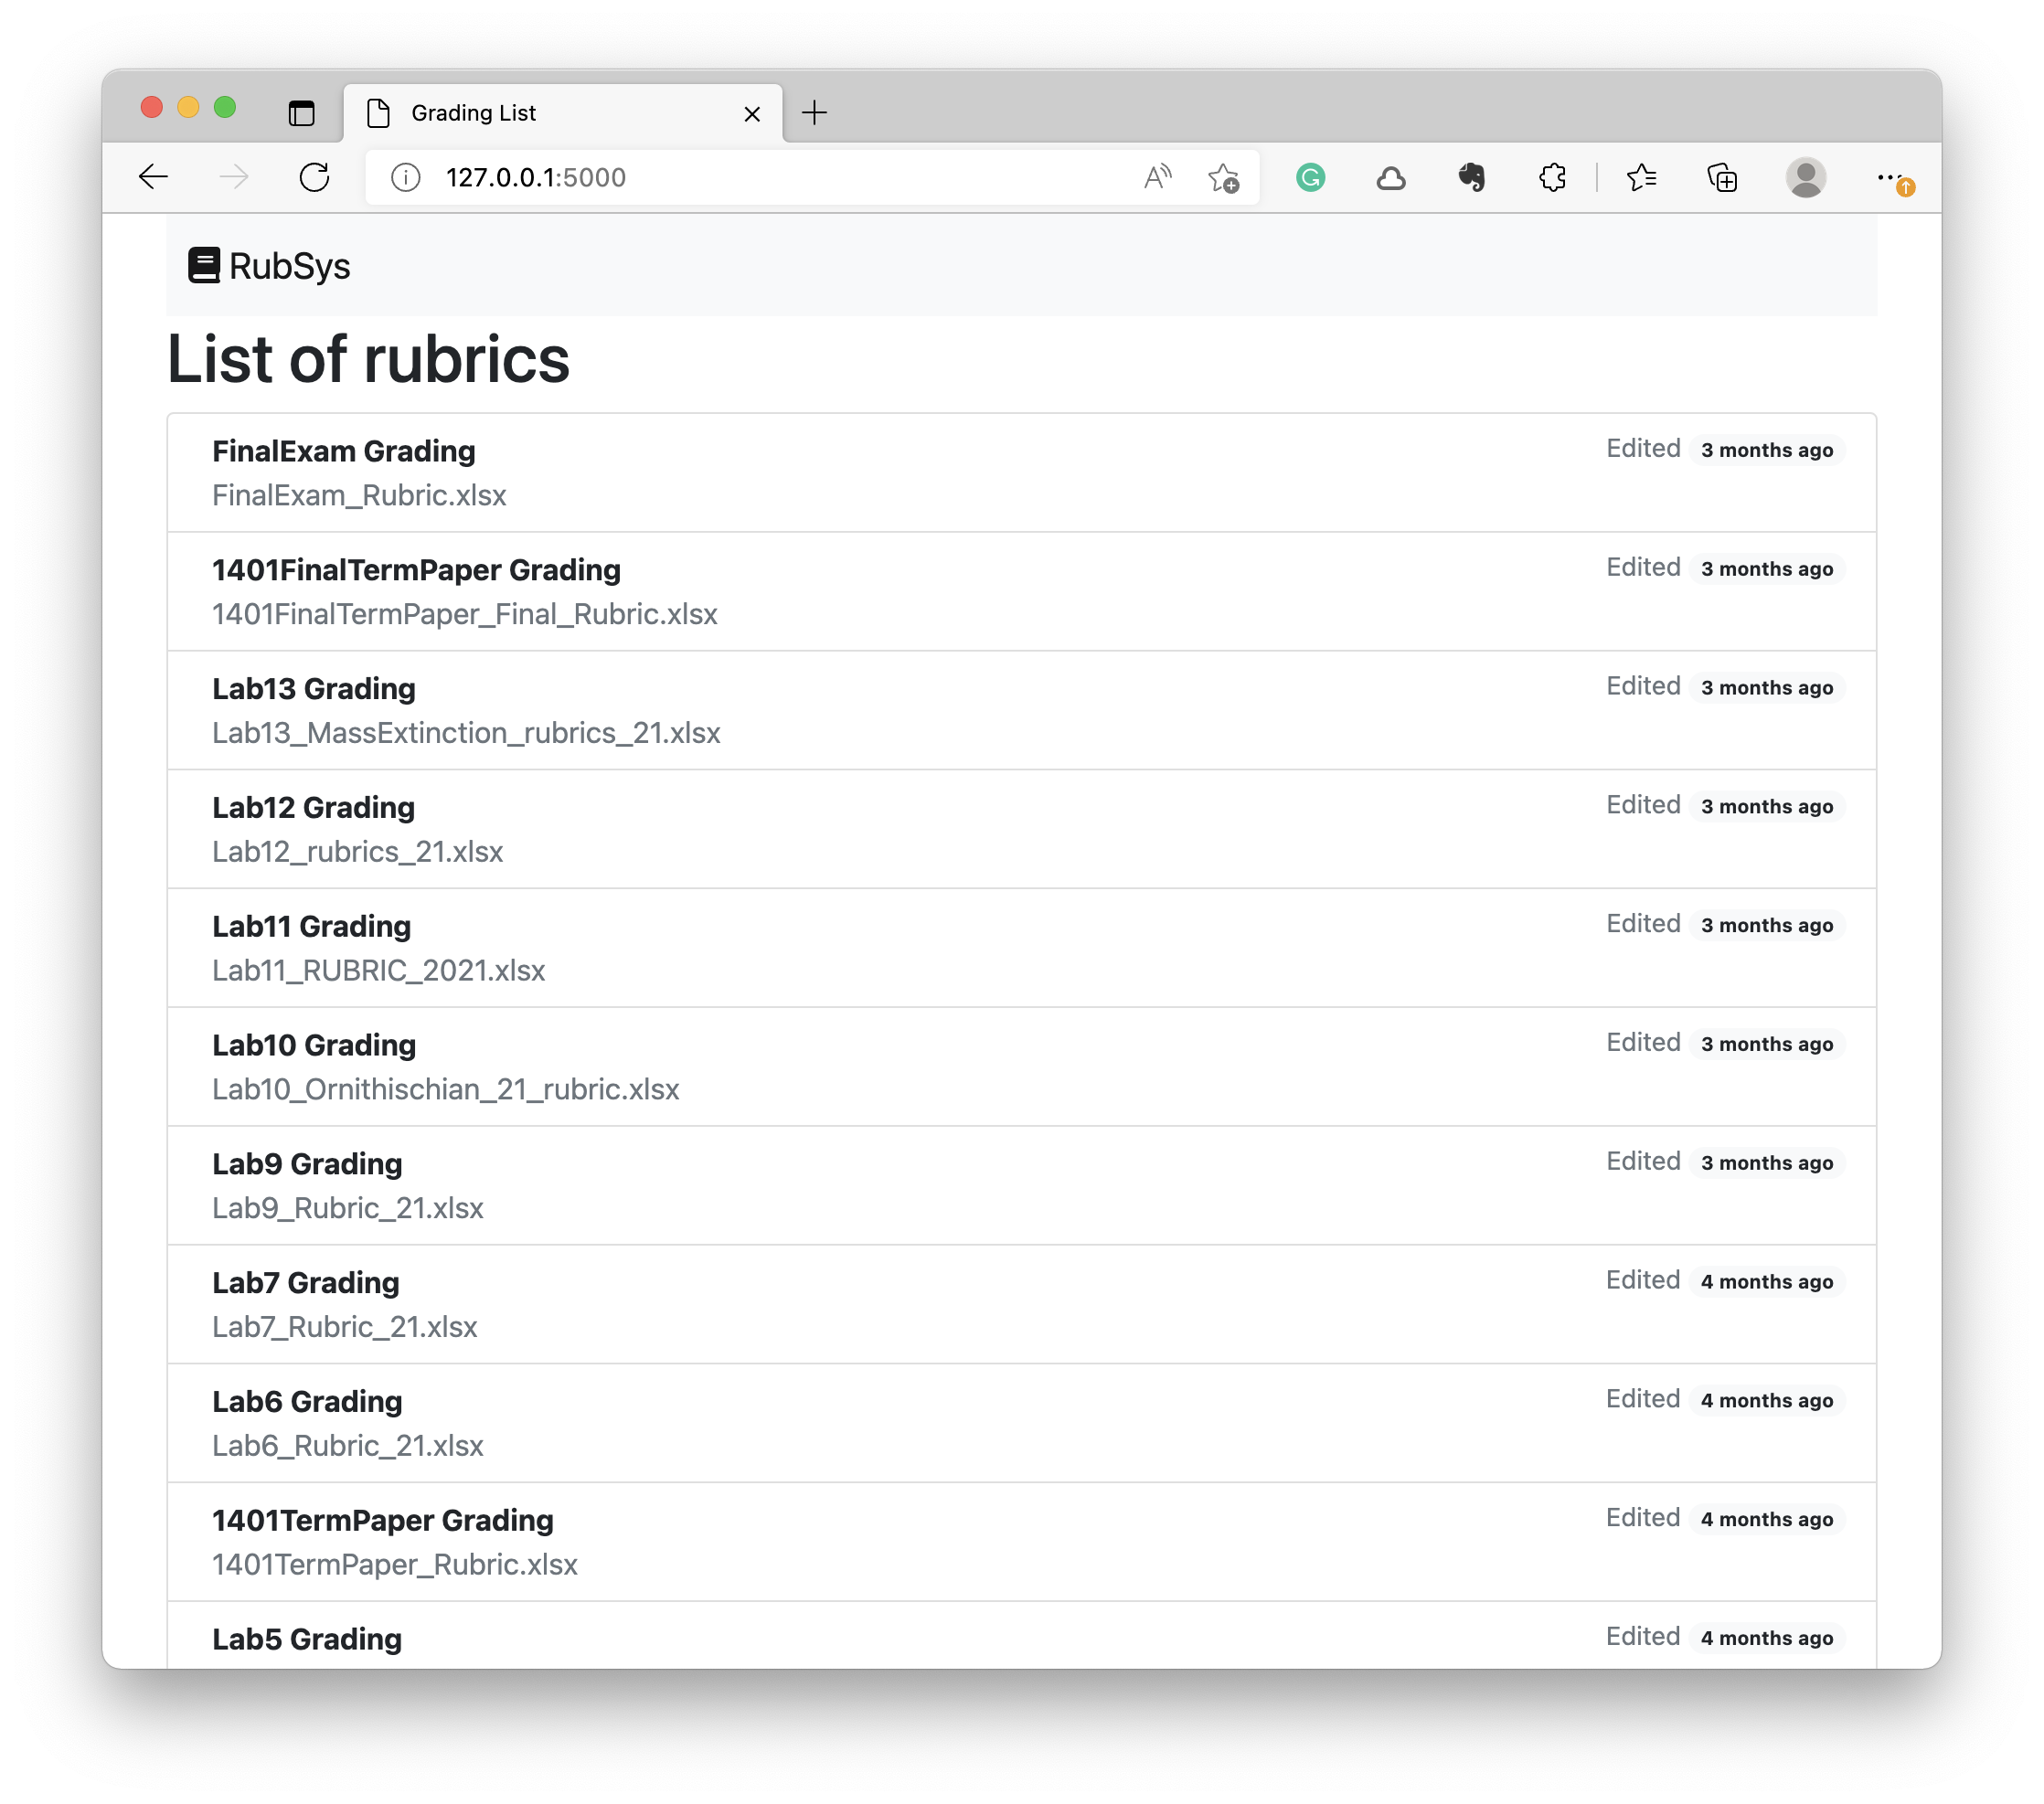 Grading List
127.0.0.1:5000
RubSys
List of rubrics
FinalExam Grading
Edited 3 months ago
FinalExam_Rubric.xlsx
1401FinalTermPaper Grading
Edited 3 months ago
1401FinalTermPaper_Final_Rubric.xlsx
Lab13 Grading
Edited 3 months ago
Lab13_MassExtinction_rubrics_21.xlsx
Lab12 Grading
Edited 3 months ago
Lab12_rubrics_21.xlsx
Lab11 Grading
Edited 3 months ago
Lab11_RUBRIC_2021.xlsx
Lab10 Grading
Edited 3 months ago
Lab10_Ornithischian_21_rubric.xlsx
Lab9 Grading
Edited 3 months ago
Lab9_Rubric_21.xlsx
Lab7 Grading
Edited 4 months ago
Lab7_Rubric_21.xlsx
Lab6 Grading
Edited 4 months ago
Lab6_Rubric_21.xlsx
1401TermPaper Grading
Edited 4 months ago
1401TermPaper_Rubric.xlsx
Lab5 Grading
Edited 4 months ago